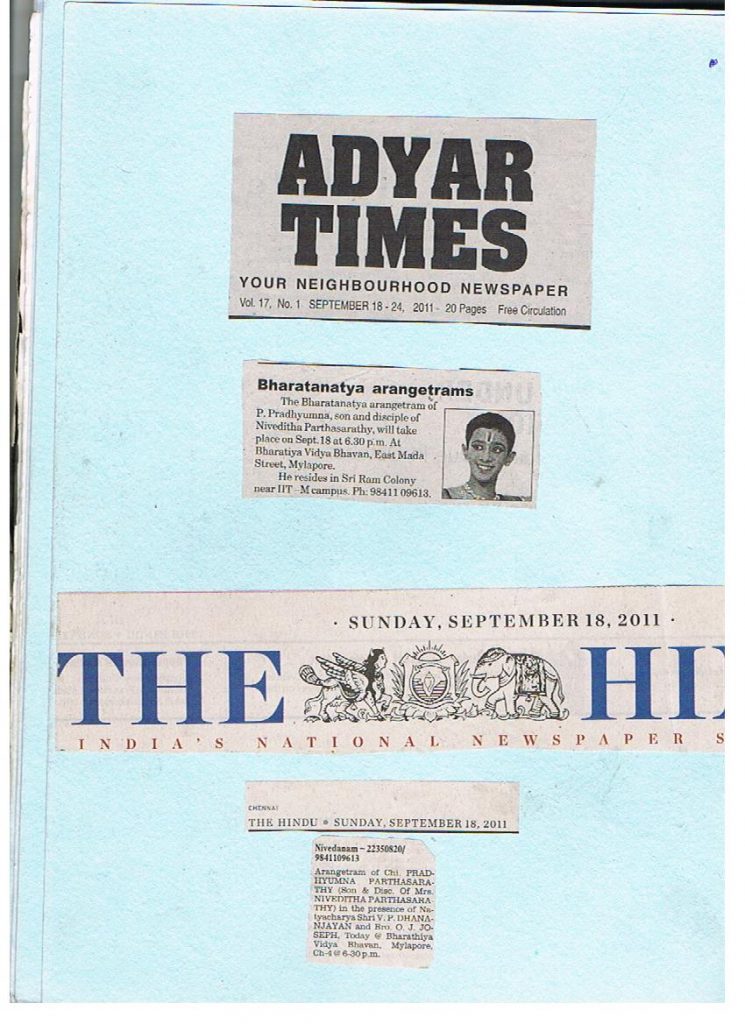 ADYAR
TIMES
YOUR NEIGHBOURHOOD NEWSPAPER
Vol. 17, No. 1 SEPTEMBER 18 - 24, 2011 - 20 Pages Free Circulation
Bharatanatya arangetrams
The Bharatanatya arangetram of
P. Pradhyumna, son and disciple of
Niveditha Parthasarathy, will take
place on Sept.18 at 6.30 p.m. At
Bharatiya Vidya Bhavan, East Mada
Street, Mylapore.
He resides in Sri Ram Colony
near IIT-M campus. Ph: 98411 09613.
· SUNDAY, SEPTEMBER 18, 2011 ·
THE HI
INDIA'S NATIONAL NEWSPAPER S
CHENNAI
THE HINDU * SUNDAY, SEPTEMBER 18, 2011
Nivedanam – 22350820/
9841109613
Arangetram of Chi. PRAD-
HYUMNA PARTHASARA-
THY (Son & Disc. Of Mrs.
NIVEDITHA PARTHASARA-
THY) in the presence of Na-
tyacharya Shri V. P. DHANA-
NJAYAN and Bro. O. J. JO-
SEPH, Today @ Bharathiya
Vidya Bhavan, Mylapore,
Ch-4 @ 6-30 p.m.